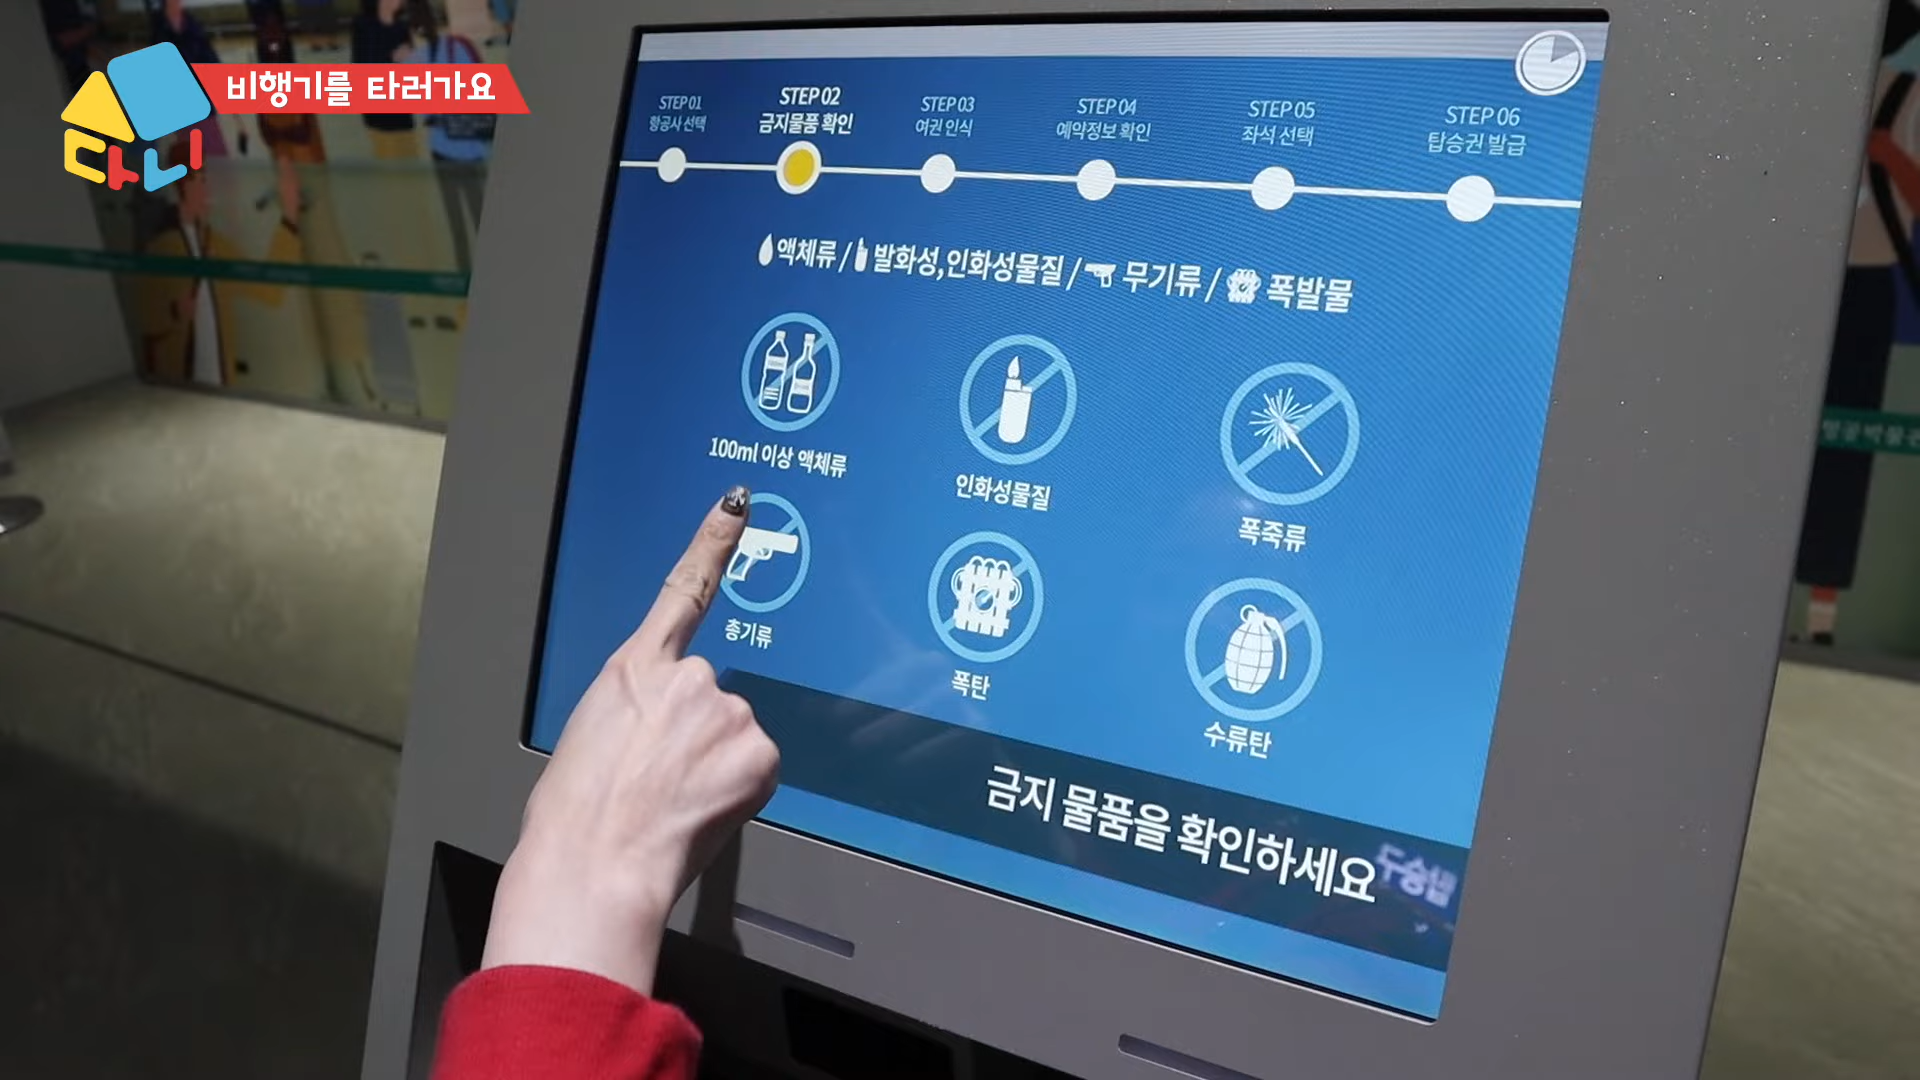 다니
비행기를 타러가요
STEP 01
항공사 선택
STEP 02
금지물품 확인
STEP 03
여권 인식
STEP 04
예약정보 확인
STEP 05
좌석 선택
STEP 06
탑승권 발급
액체류 / 발화성,인화성물질 / 무기류 / 폭발물
100ml 이상 액체류
인화성물질
폭죽류
총기류
폭탄
수류탄
금지 물품을 확인하세요